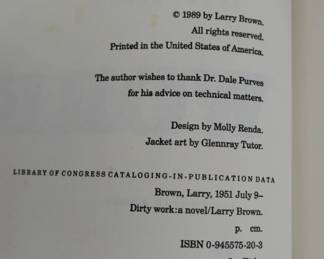 © 1989 by Larry Brown.
All rights reserved.
Printed in the United States of America.
The author wishes to thank Dr. Dale Purves
for his advice on technical matters.
Design by Molly Renda.
Jacket art by Glennray Tutor.
LIBRARY OF CONGRESS CATALOGING-IN-PUBLICATION DATA
Brown, Larry, 1951 July 9–
Dirty work:a novel/Larry Brown.
p. cm.
ISBN 0-945575-20-3